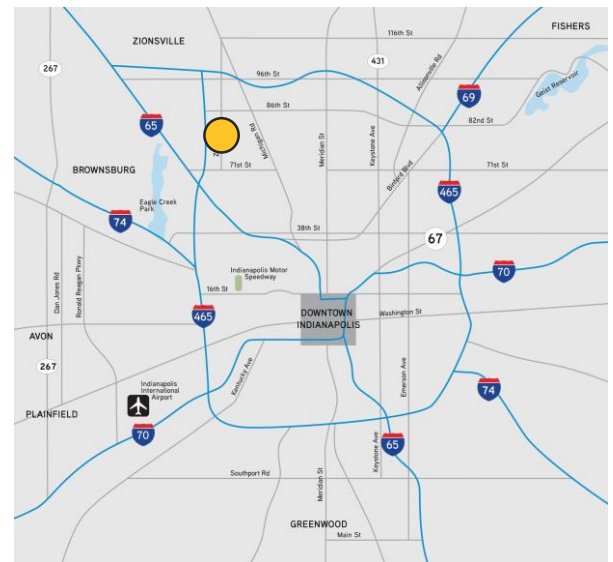 FISHERS
116th St
ZIONSVILLE
431
Allisonville Rd
267
96th St
69
Geist Reservoir
86th St
82nd St
65
Michigan Rd
Meridian St
Keystone Ave
Binford Blvd
71st St
71st St
BROWNSBURG
Eagle Creek
Park
465
74
38th St
67
Dan Jones Rd
Ronald Reagan Pkwy
Indianapolis Motor
Speedway
70
16th St
465
DOWNTOWN
INDIANAPOLIS
Washington St
AVON
267
Kentucky Ave
Emerson Ave
Indianapolis
International
Airport
74
PLAINFIELD
70
65
Keystone Ave
Southport Rd
Meridian St
GREENWOOD
Main St